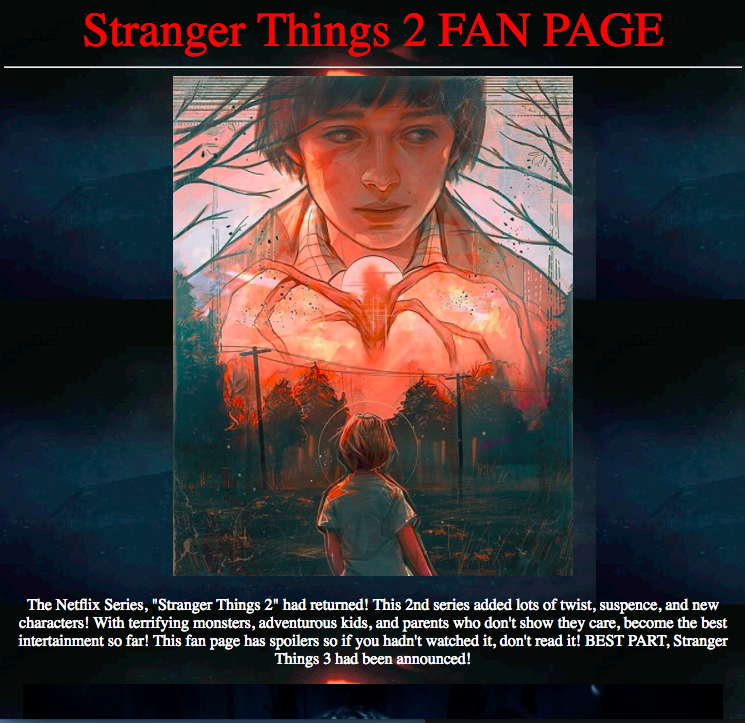 Stranger Things 2 FAN PAGE
The Netflix Series, "Stranger Things 2" had returned! This 2nd series added lots of twist, suspence, and new
characters! With terrifying monsters, adventurous kids, and parents who don't show they care, become the best
intertainment so far! This fan page has spoilers so if you hadn't watched it, don't read it! BEST PART, Stranger
Things 3 had been announced!